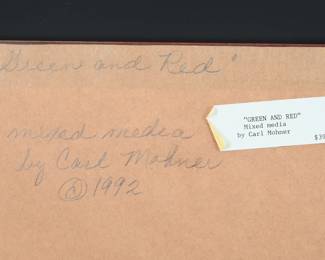 Green and Red"
mixed media
by Carl Mohner
© 1992
"GREEN AND RED"
Mixed media
by Carl Mohner